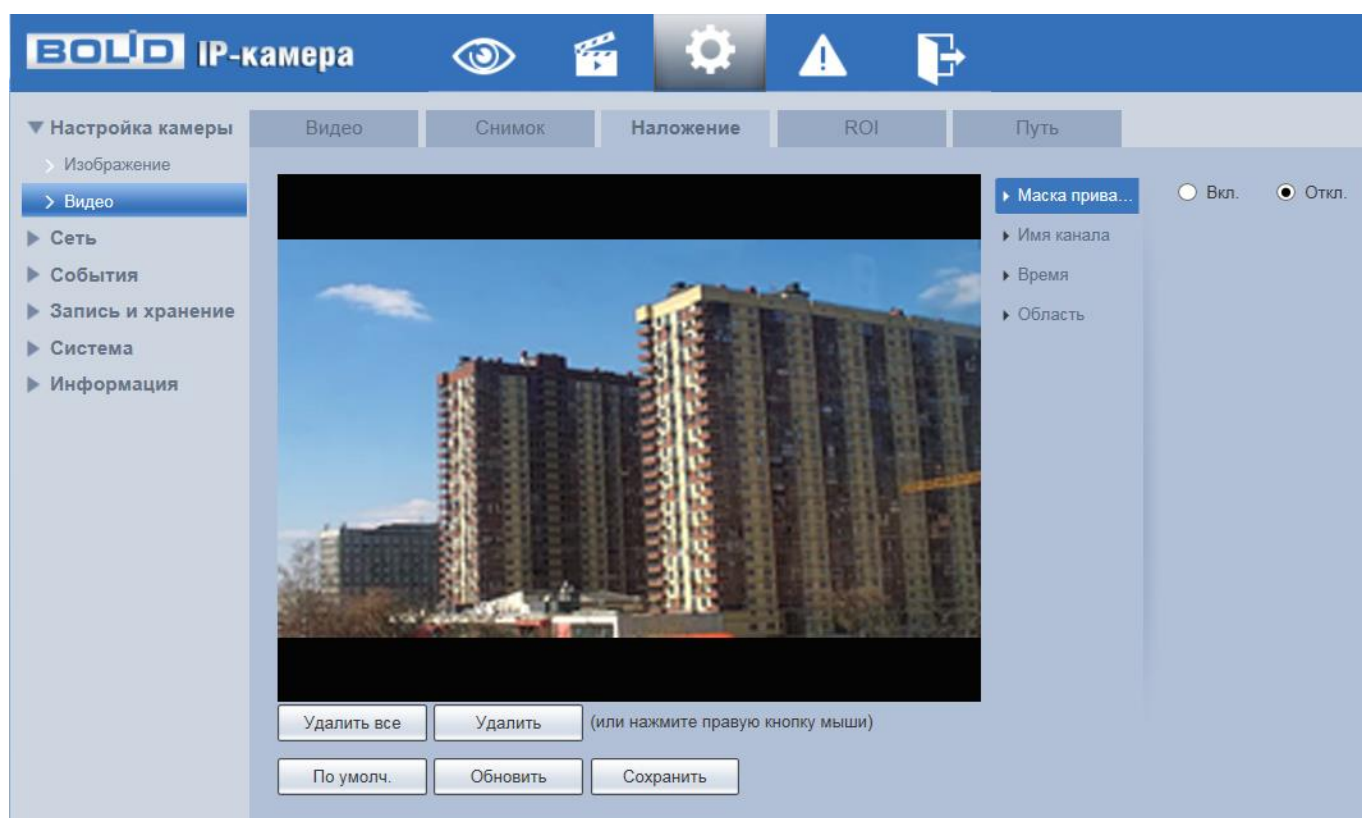 BOLID IP-камера
Настройка камеры
Изображение
Видео
Сеть
События
Запись и хранение
Система
Информация
Видео Снимок Наложение ROI Путь
Маска прива...
Имя канала
Время
Область
Вкл. Откл.
Удалить все Удалить (или нажмите правую кнопку мыши)
По умолч. Обновить Сохранить